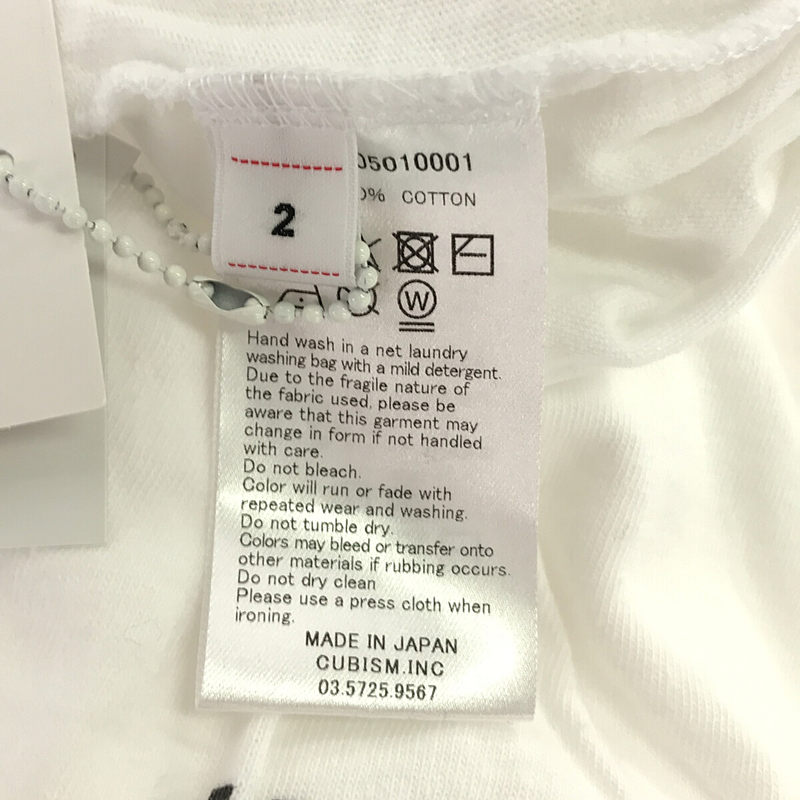 2
05010001
0% COTTON
W
Hand wash in a net laundry
washing bag with a mild detergent.
Due to the fragile nature of
the fabric used, please be
aware that this garment may
change in form if not handled
with care.
Do not bleach.
Color will run or fade with
repeated wear and washing.
Do not tumble dry.
Colors may bleed or transfer onto
other materials if rubbing occurs.
Do not dry clean
Please use a press cloth when
ironing.
MADE IN JAPAN
CUBISM.INC
03.5725.9567